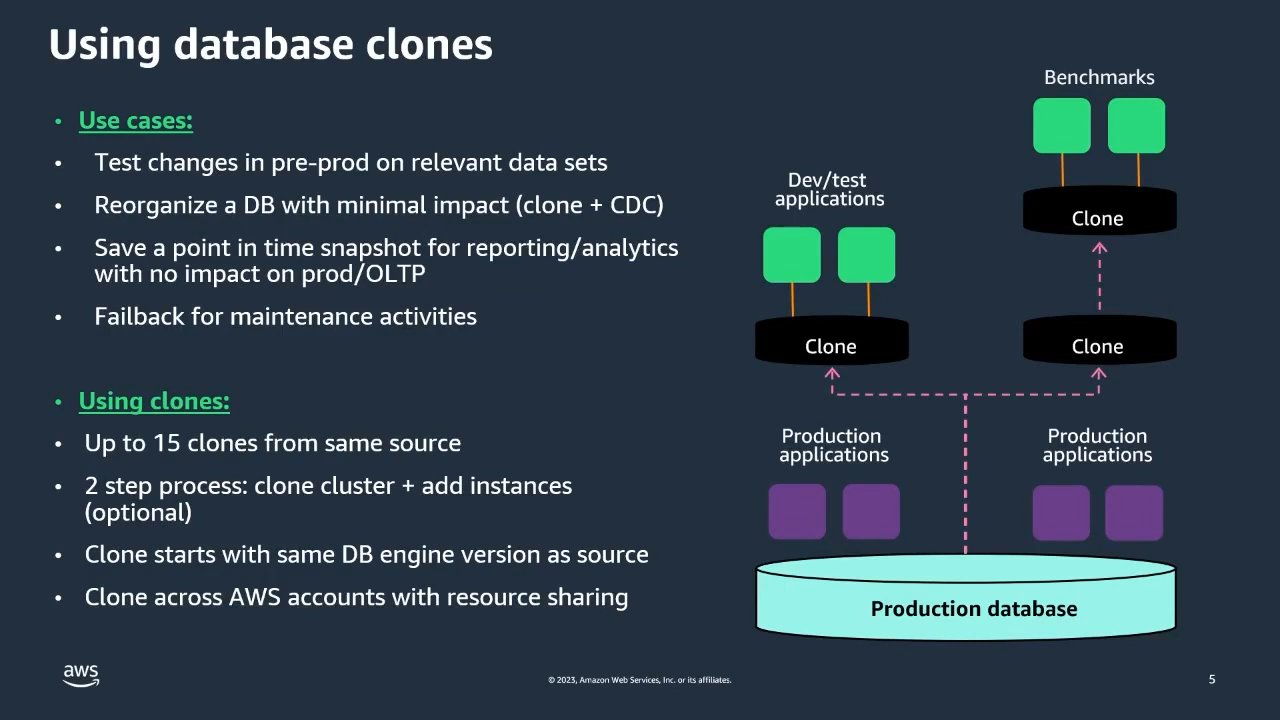 Using database clones
• Use cases:
• Test changes in pre-prod on relevant data sets
• Reorganize a DB with minimal impact (clone + CDC)
• Save a point in time snapshot for reporting/analytics
with no impact on prod/OLTP
• Failback for maintenance activities
• Using clones:
• Up to 15 clones from same source
• 2 step process: clone cluster + add instances
(optional)
• Clone starts with same DB engine version as source
• Clone across AWS accounts with resource sharing
Benchmarks
Clone
Dev/test
applications
Clone
Clone
Production
applications
Production
applications
Production database
aws
© 2023, Amazon Web Services, Inc. or its affiliates.
5